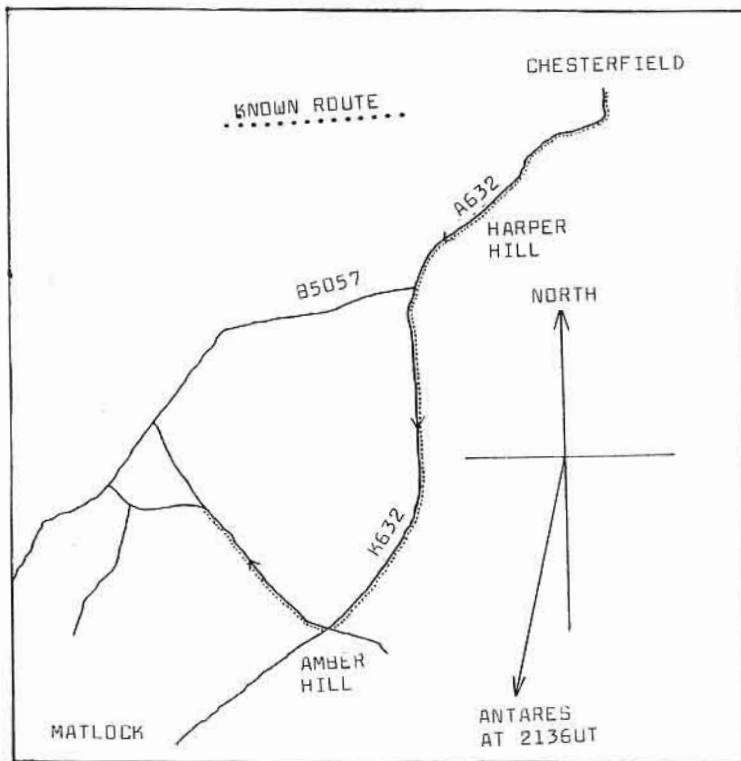 CHESTERFIELD
KNOWN ROUTE
A632
HARPER
HILL
B5057
NORTH
K632
AMBER
HILL
MATLOCK
ANTARES
AT 2136UT